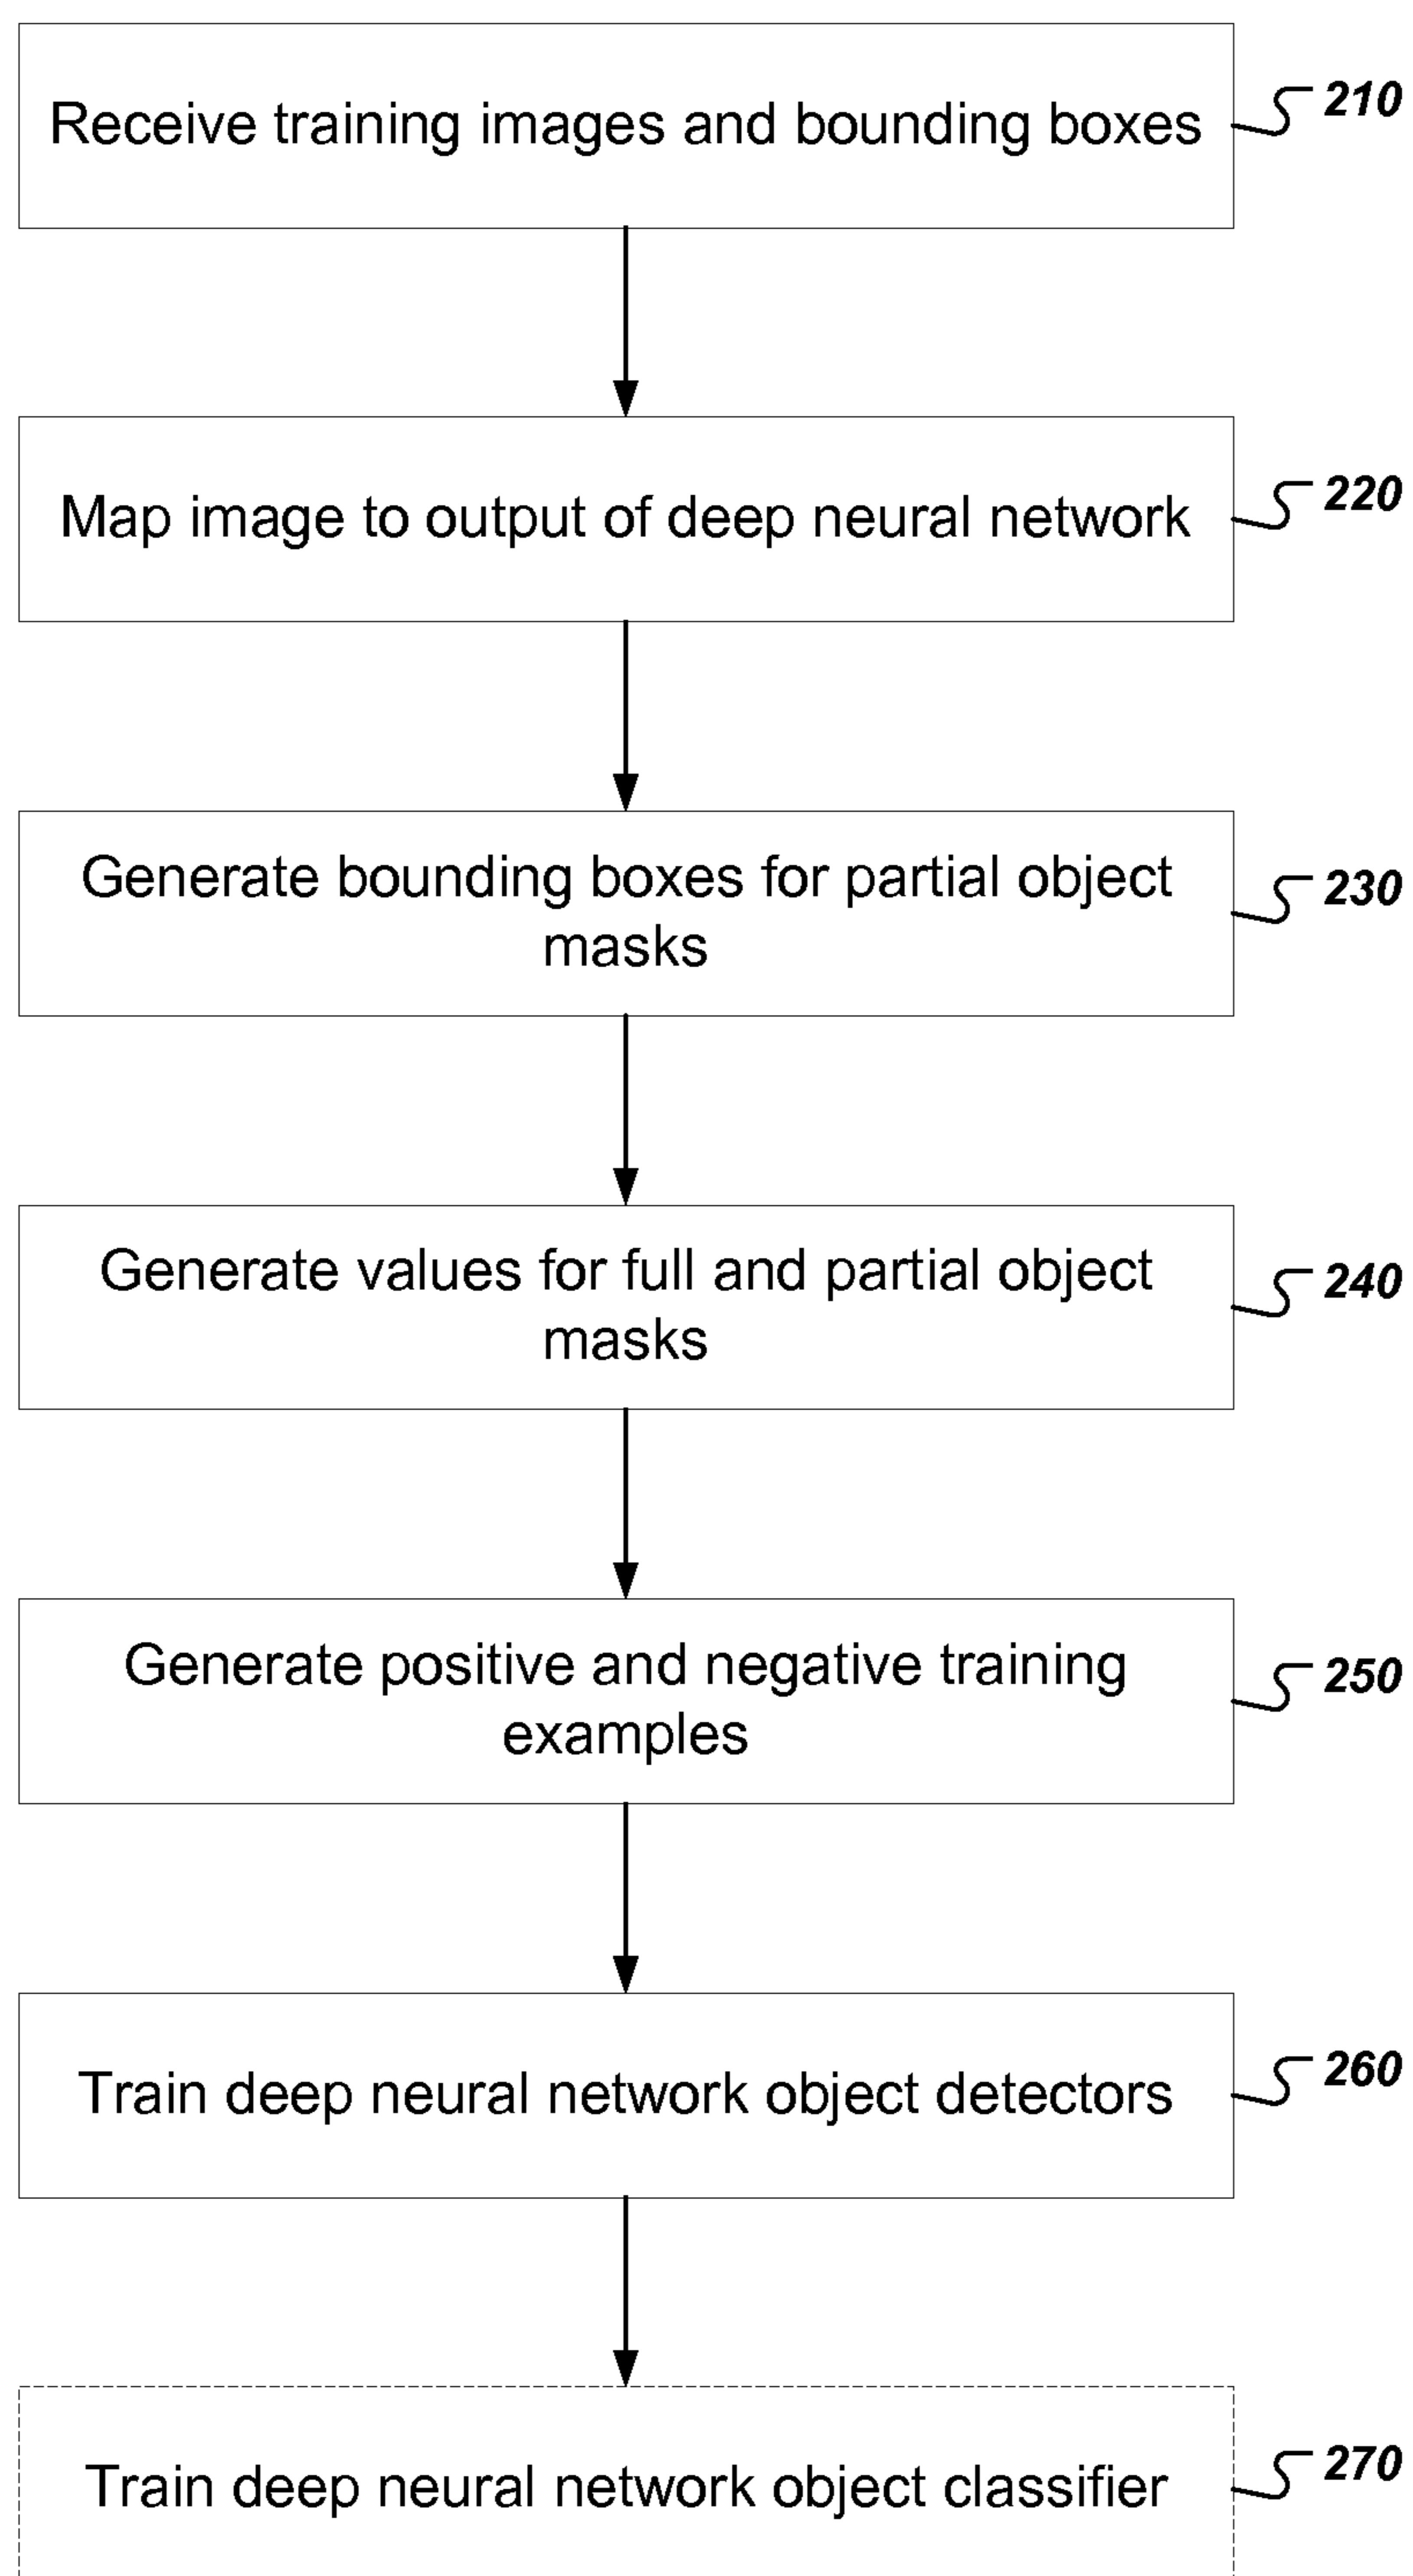 Receive training images and bounding boxes
210
Map image to output of deep neural network
220
Generate bounding boxes for partial object
masks
230
Generate values for full and partial object
masks
240
Generate positive and negative training
examples
250
Train deep neural network object detectors
260
Train deep neural network object classifier
270